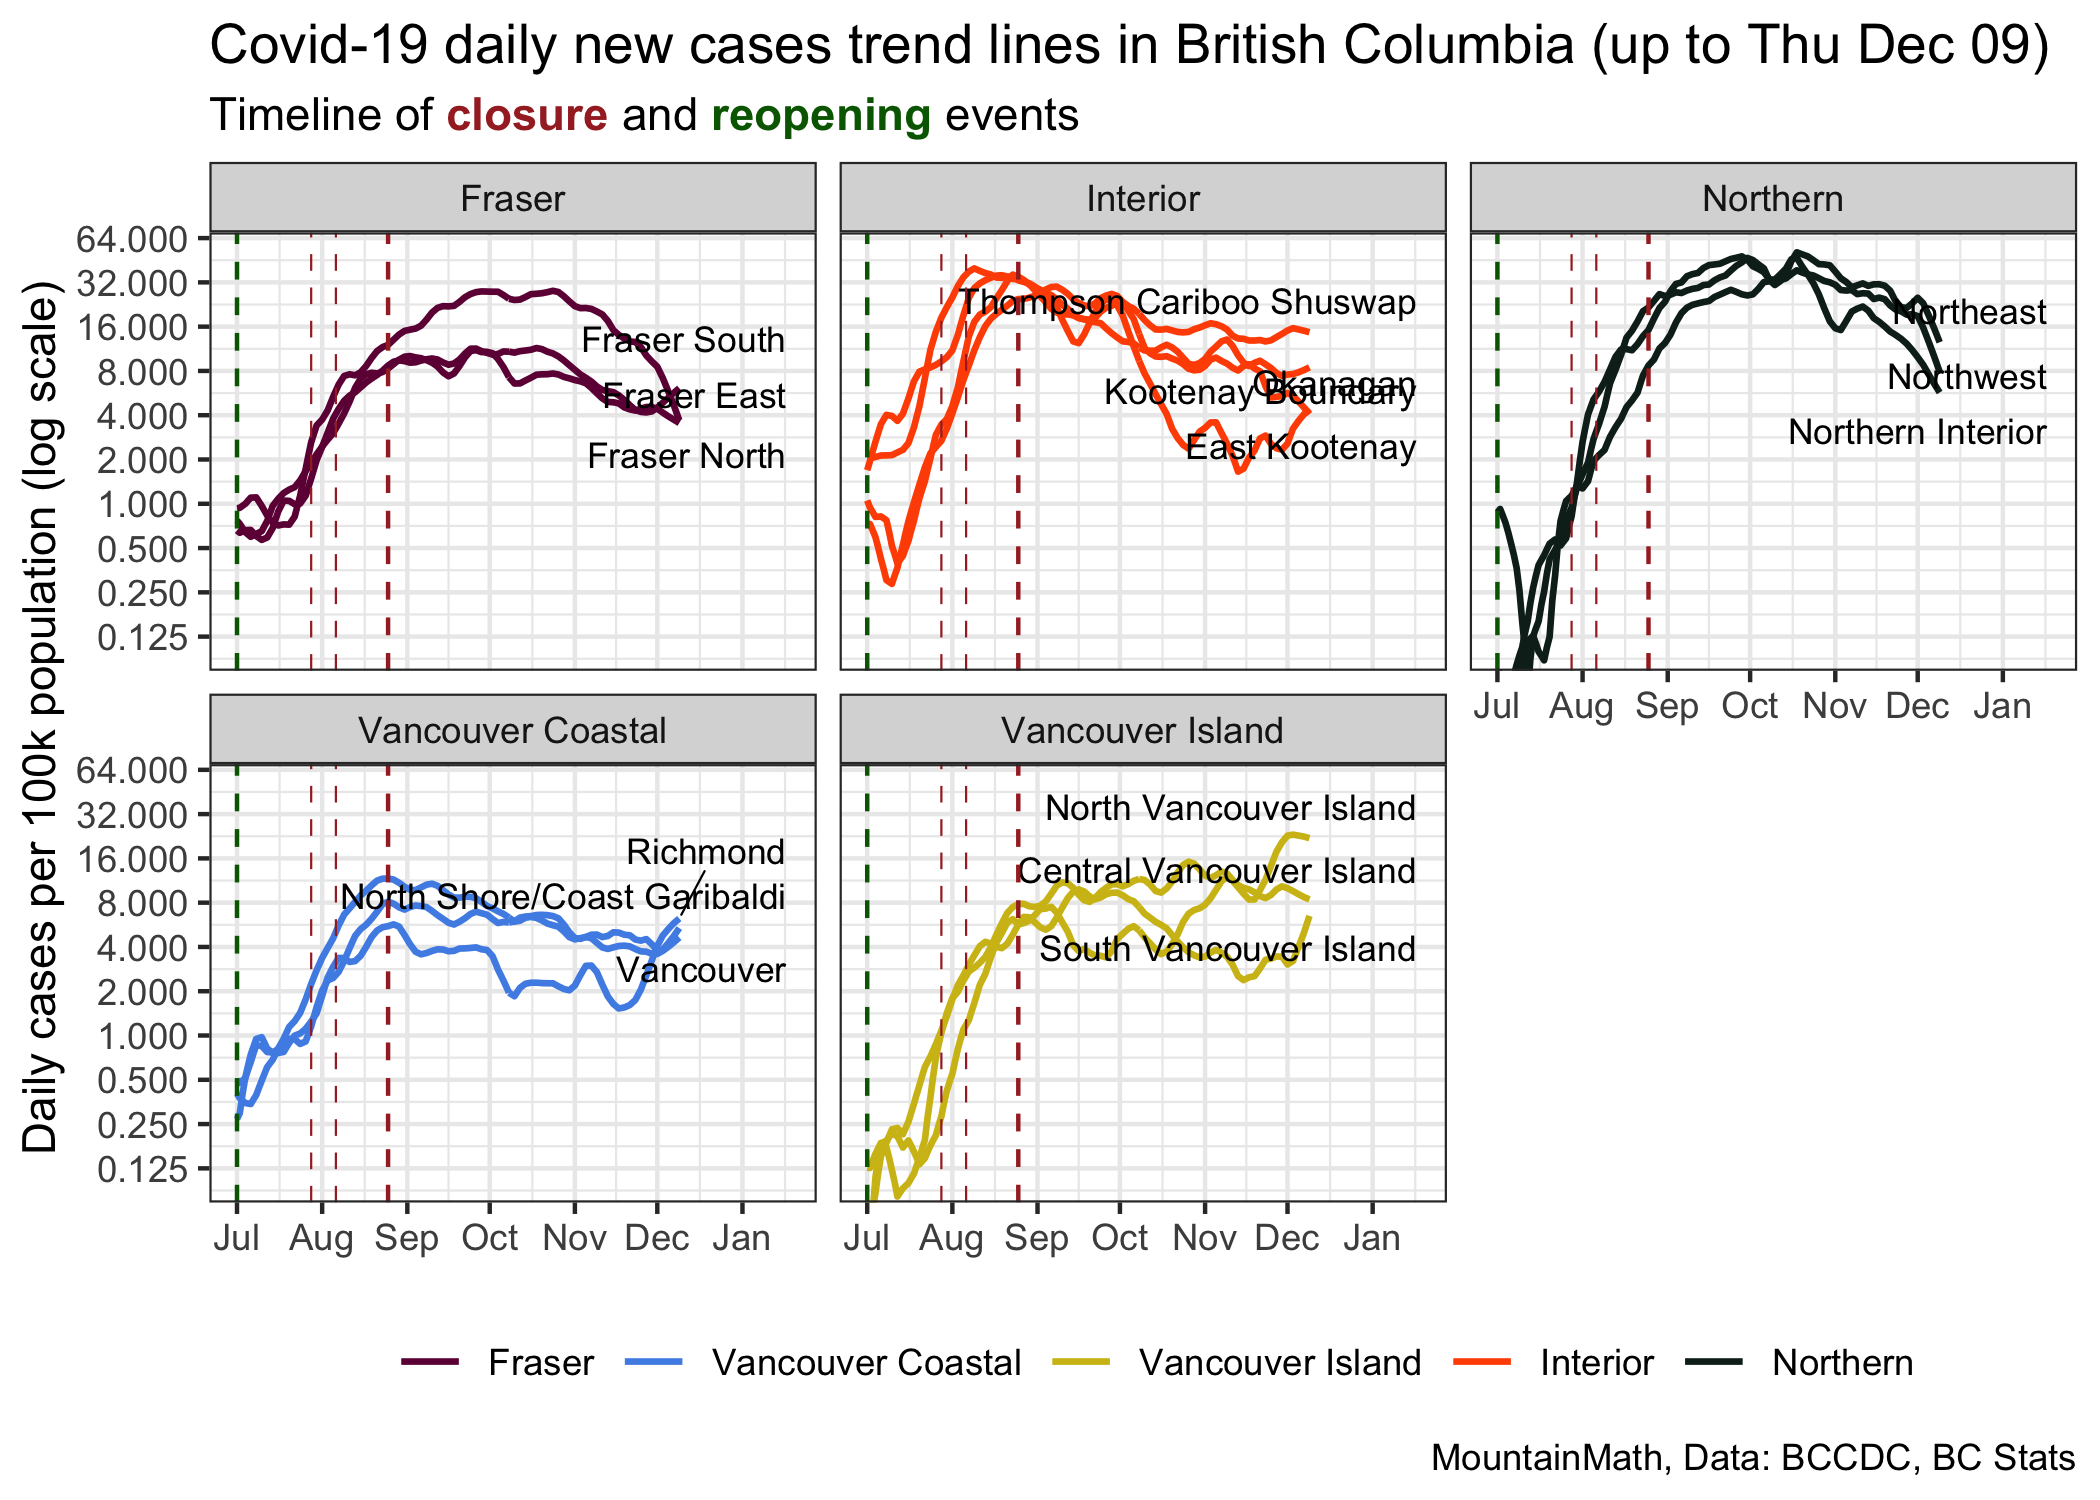 Covid-19 daily new cases trend lines in British Columbia (up to Thu Dec 09)
Timeline of closure and reopening events
Daily cases per 100k population (log scale)
Fraser
64.000
32.000
16.000
8.000
4.000
2.000
1.000
0.500
0.250
0.125
Fraser South
Fraser East
Fraser North
Interior
Thompson Cariboo Shuswap
Okanagan
Kootenay Boundary
East Kootenay
Northern
Northeast
Northwest
Northern Interior
Jul Aug Sep Oct Nov Dec Jan
Vancouver Coastal
64.000
32.000
16.000
8.000
4.000
2.000
1.000
0.500
0.250
0.125
Richmond
North Shore/Coast Garibaldi
Vancouver
Jul Aug Sep Oct Nov Dec Jan
Vancouver Island
North Vancouver Island
Central Vancouver Island
South Vancouver Island
Jul Aug Sep Oct Nov Dec Jan
Fraser Vancouver Coastal Vancouver Island Interior Northern
MountainMath, Data: BCCDC, BC Stats